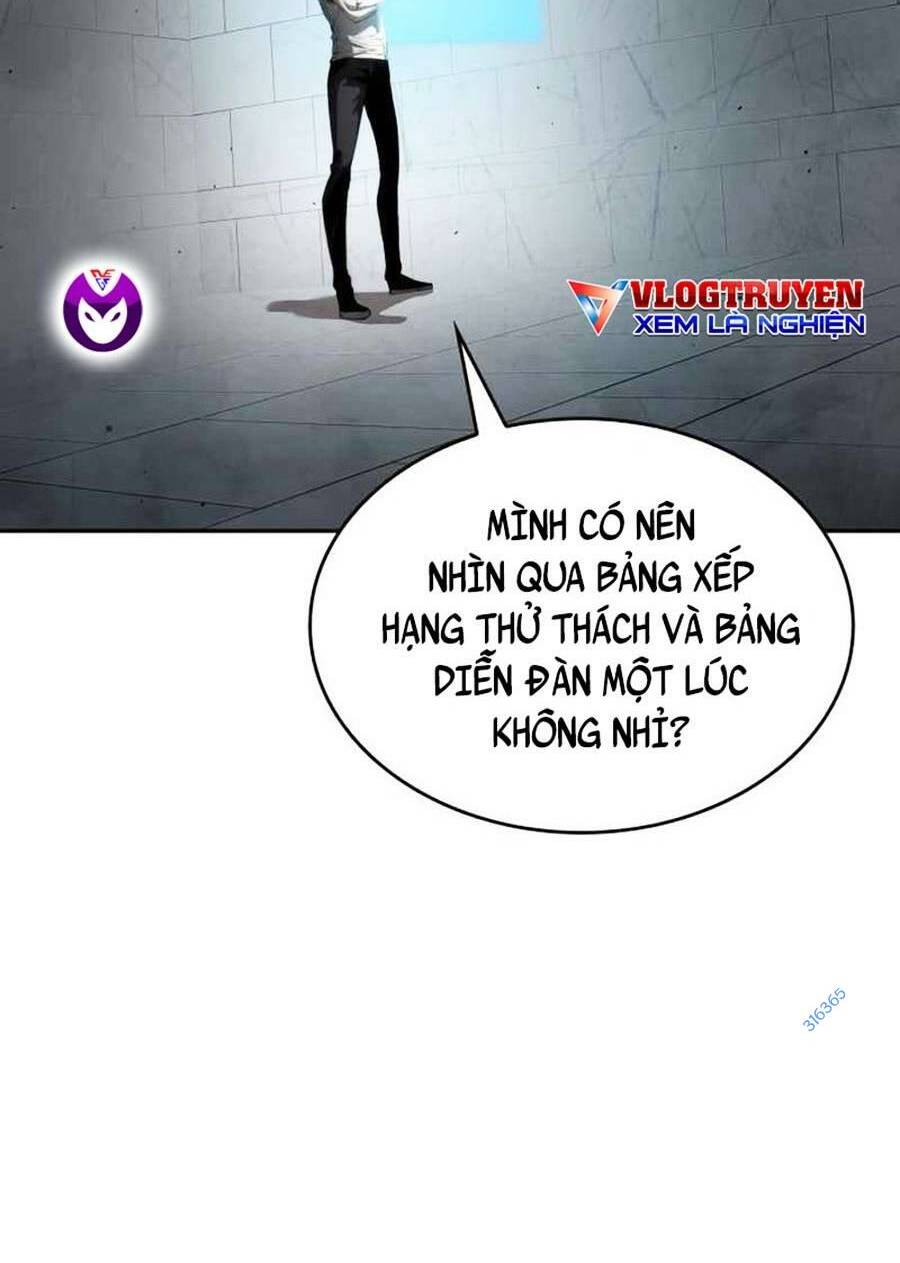 VLOGTRUYEN
XEM LÀ NGHIỆN
MÌNH CÓ NÊN
NHÌN QUA BẢNG XẾP
HẠNG THỬ THÁCH VÀ BẢNG
DIỄN ĐÀN MỘT LÚC
KHÔNG NHỈ?
316365